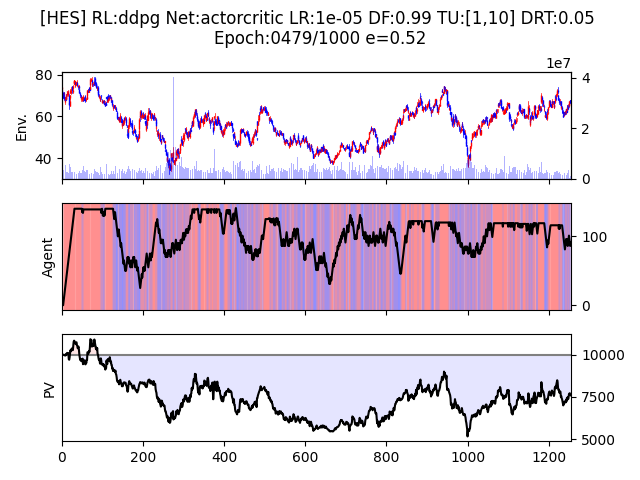 [HES] RL:ddpg Net:actorcritic LR:1e-05 DF:0.99 TU:[1,10] DRT:0.05
Epoch:0479/1000 e=0.52
1e7
80
60
40
Env.
4
2
0
Agent
100
0
PV
10000
7500
5000
0 200 400 600 800 1000 1200